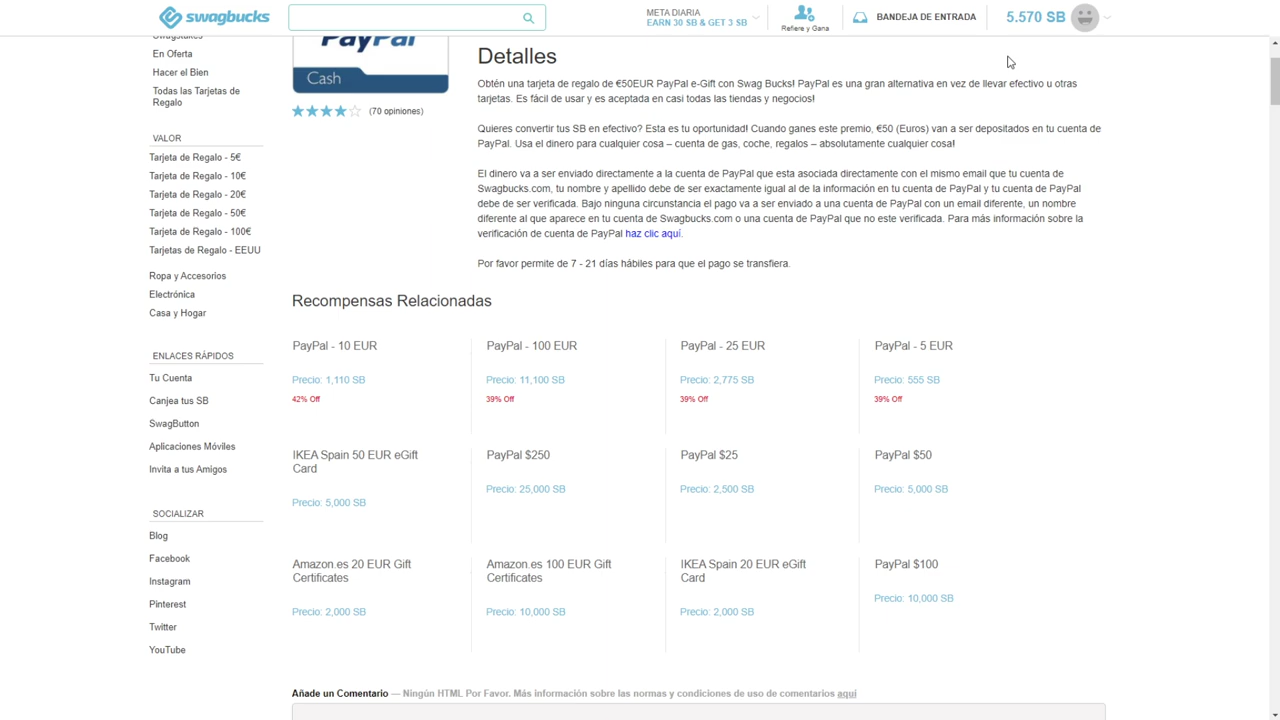 swagbucks
META DIARIA
EARN 30 SB & GET 3 SB
Refiere y Gana
BANDEJA DE ENTRADA
5.570 SB
Swagstakes
En Oferta
Hacer el Bien
Todas las Tarjetas de
Regalo
VALOR
Tarjeta de Regalo - 5€
Tarjeta de Regalo - 10€
Tarjeta de Regalo - 20€
Tarjeta de Regalo - 50€
Tarjeta de Regalo - 100€
Tarjetas de Regalo - EEUU
Ropa y Accesorios
Electrónica
Casa y Hogar
ENLACES RÁPIDOS
Tu Cuenta
Canjea tus SB
SwagButton
Aplicaciones Móviles
Invita a tus Amigos
SOCIALIZAR
Blog
Facebook
Instagram
Pinterest
Twitter
YouTube
PayPal
Cash
(70 opiniones)
Detalles
Obtén una tarjeta de regalo de €50EUR PayPal e-Gift con Swag Bucks! PayPal es una gran alternativa en vez de llevar efectivo u otras
tarjetas. Es fácil de usar y es aceptada en casi todas las tiendas y negocios!
Quieres convertir tus SB en efectivo? Esta es tu oportunidad! Cuando ganes este premio, €50 (Euros) van a ser depositados en tu cuenta de
PayPal. Usa el dinero para cualquier cosa – cuenta de gas, coche, regalos – absolutamente cualquier cosa!
El dinero va a ser enviado directamente a la cuenta de PayPal que esta asociada directamente con el mismo email que tu cuenta de
Swagbucks.com, tu nombre y apellido debe de ser exactamente igual al de la información en tu cuenta de PayPal y tu cuenta de PayPal
debe de ser verificada. Bajo ninguna circunstancia el pago va a ser enviado a una cuenta de PayPal con un email diferente, un nombre
diferente al que aparece en tu cuenta de Swagbucks.com o una cuenta de PayPal que no este verificada. Para más información sobre la
verificación de cuenta de PayPal haz clic aquí.
Por favor permite de 7 - 21 días hábiles para que el pago se transfiera.
Recompensas Relacionadas
PayPal - 10 EUR
Precio: 1,110 SB
42% Off
PayPal - 100 EUR
Precio: 11,100 SB
39% Off
PayPal - 25 EUR
Precio: 2,775 SB
39% Off
PayPal - 5 EUR
Precio: 555 SB
39% Off
IKEA Spain 50 EUR eGift
Card
Precio: 5,000 SB
PayPal $250
Precio: 25,000 SB
PayPal $25
Precio: 2,500 SB
PayPal $50
Precio: 5,000 SB
Amazon.es 20 EUR Gift
Certificates
Precio: 2,000 SB
Amazon.es 100 EUR Gift
Certificates
Precio: 10,000 SB
IKEA Spain 20 EUR eGift
Card
Precio: 2,000 SB
PayPal $100
Precio: 10,000 SB
Añade un Comentario — Ningún HTML Por Favor. Más información sobre las normas y condiciones de uso de comentarios aquí